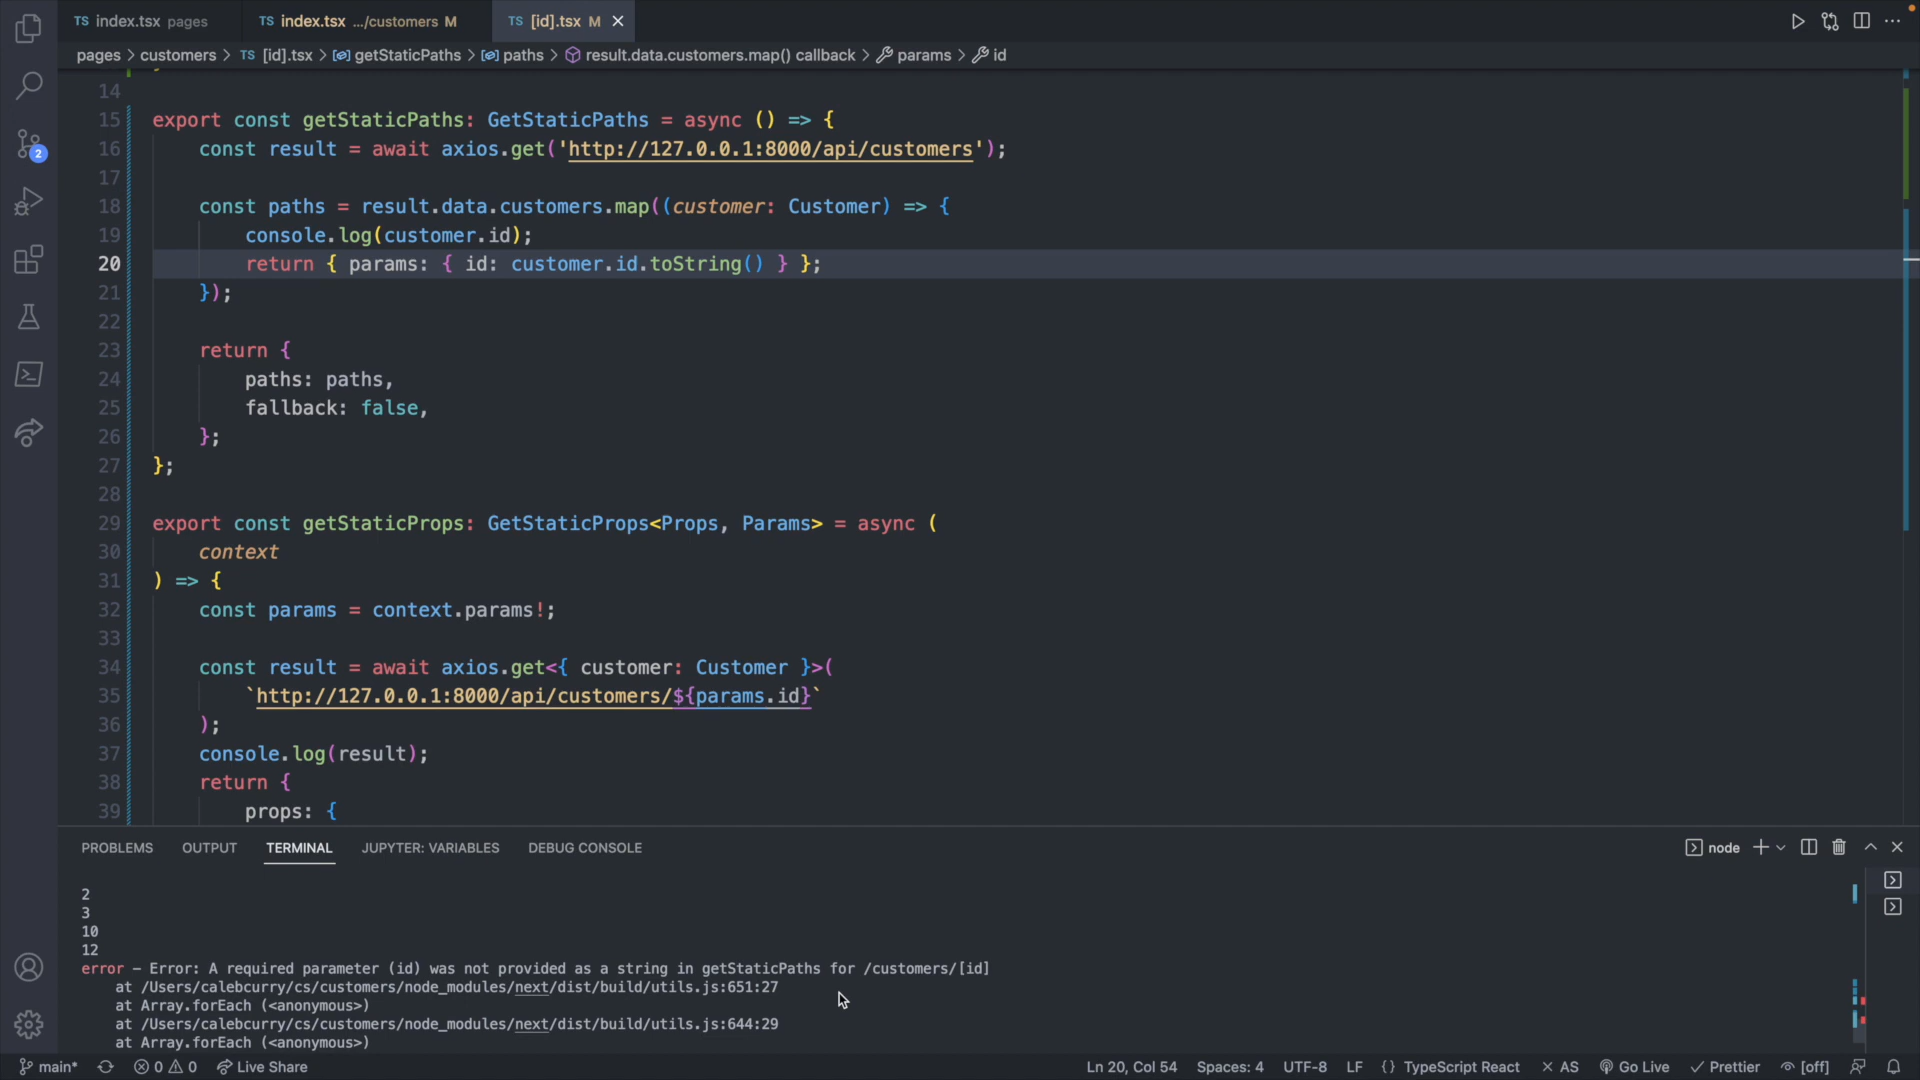 TS index.tsx pages TS index.tsx .../customers M TS [id].tsx M
pages > customers > TS [id].tsx > getStaticPaths > paths > result.data.customers.map() callback > params > id
14
15 export const getStaticPaths: GetStaticPaths = async () => {
16 const result = await axios.get('http://127.0.0.1:8000/api/customers');
17
18 const paths = result.data.customers.map((customer: Customer) => {
19 console.log(customer.id);
20 return { params: { id: customer.id.toString() } };
21 });
22
23 return {
24 paths: paths,
25 fallback: false,
26 };
27 };
28
29 export const getStaticProps: GetStaticProps<Props, Params> = async (
30 context
31 ) => {
32 const params = context.params!;
33
34 const result = await axios.get<{ customer: Customer }>(
35 `http://127.0.0.1:8000/api/customers/${params.id}`
36 );
37 console.log(result);
38 return {
39 props: {
2
PROBLEMS OUTPUT TERMINAL JUPYTER: VARIABLES DEBUG CONSOLE node
2
3
10
12
error - Error: A required parameter (id) was not provided as a string in getStaticPaths for /customers/[id]
at /Users/calebcurry/cs/customers/node_modules/next/dist/build/utils.js:651:27
at Array.forEach (<anonymous>)
at /Users/calebcurry/cs/customers/node_modules/next/dist/build/utils.js:644:29
at Array.forEach (<anonymous>)
main* 0 0 Live Share Ln 20, Col 54 Spaces: 4 UTF-8 LF {} TypeScript React AS Go Live Prettier [off]